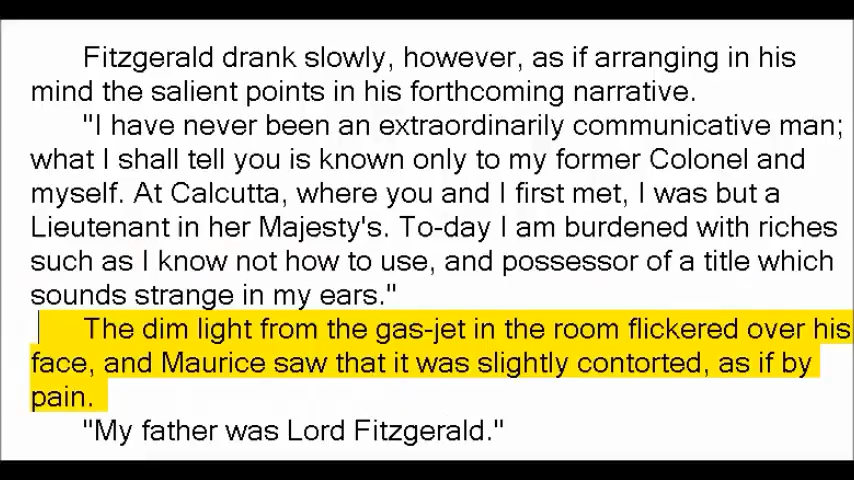 Fitzgerald drank slowly, however, as if arranging in his
mind the salient points in his forthcoming narrative.
"I have never been an extraordinarily communicative man;
what I shall tell you is known only to my former Colonel and
myself. At Calcutta, where you and I first met, I was but a
Lieutenant in her Majesty's. To-day I am burdened with riches
such as I know not how to use, and possessor of a title which
sounds strange in my ears."
The dim light from the gas-jet in the room flickered over his
face, and Maurice saw that it was slightly contorted, as if by
pain.
"My father was Lord Fitzgerald."